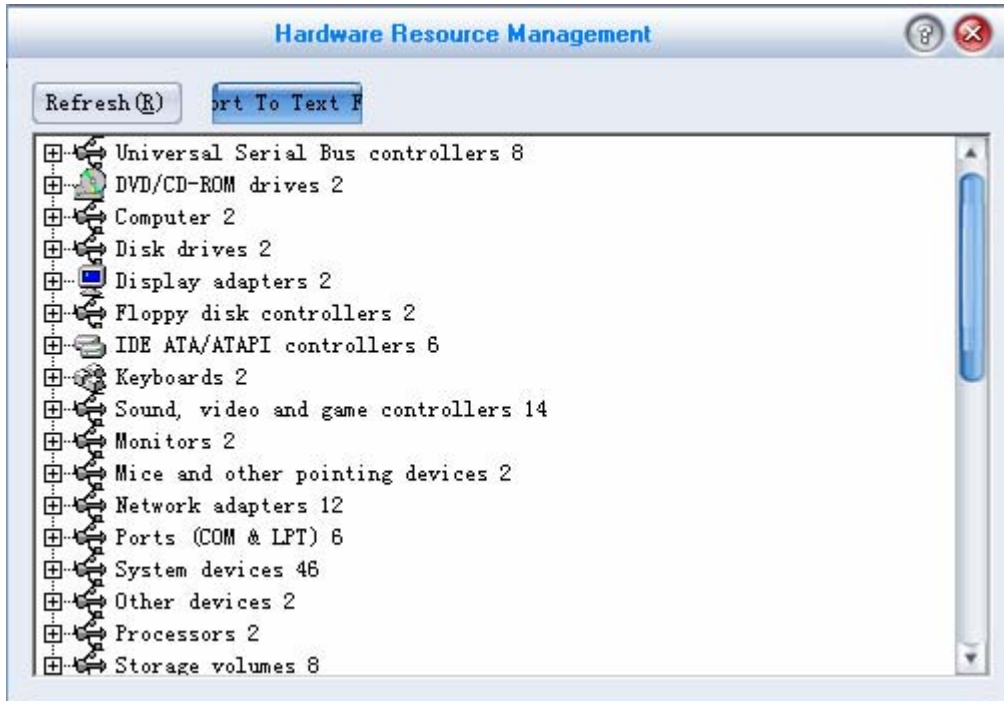 Hardware Resource Management
Refresh(R)
ort To Text F
Universal Serial Bus controllers 8
DVD/CD-ROM drives 2
Computer 2
Disk drives 2
Display adapters 2
Floppy disk controllers 2
IDE ATA/ATAPI controllers 6
Keyboards 2
Sound, video and game controllers 14
Monitors 2
Mice and other pointing devices 2
Network adapters 12
Ports (COM & LPT) 6
System devices 46
Other devices 2
Processors 2
Storage volumes 8